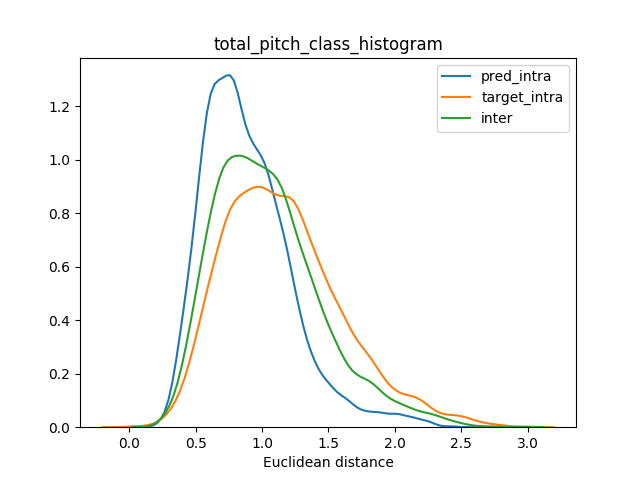 total_pitch_class_histogram
pred_intra
target_intra
inter
1.2
1.0
0.8
0.6
0.4
0.2
0.0
0.0 0.5 1.0 1.5 2.0 2.5 3.0
Euclidean distance